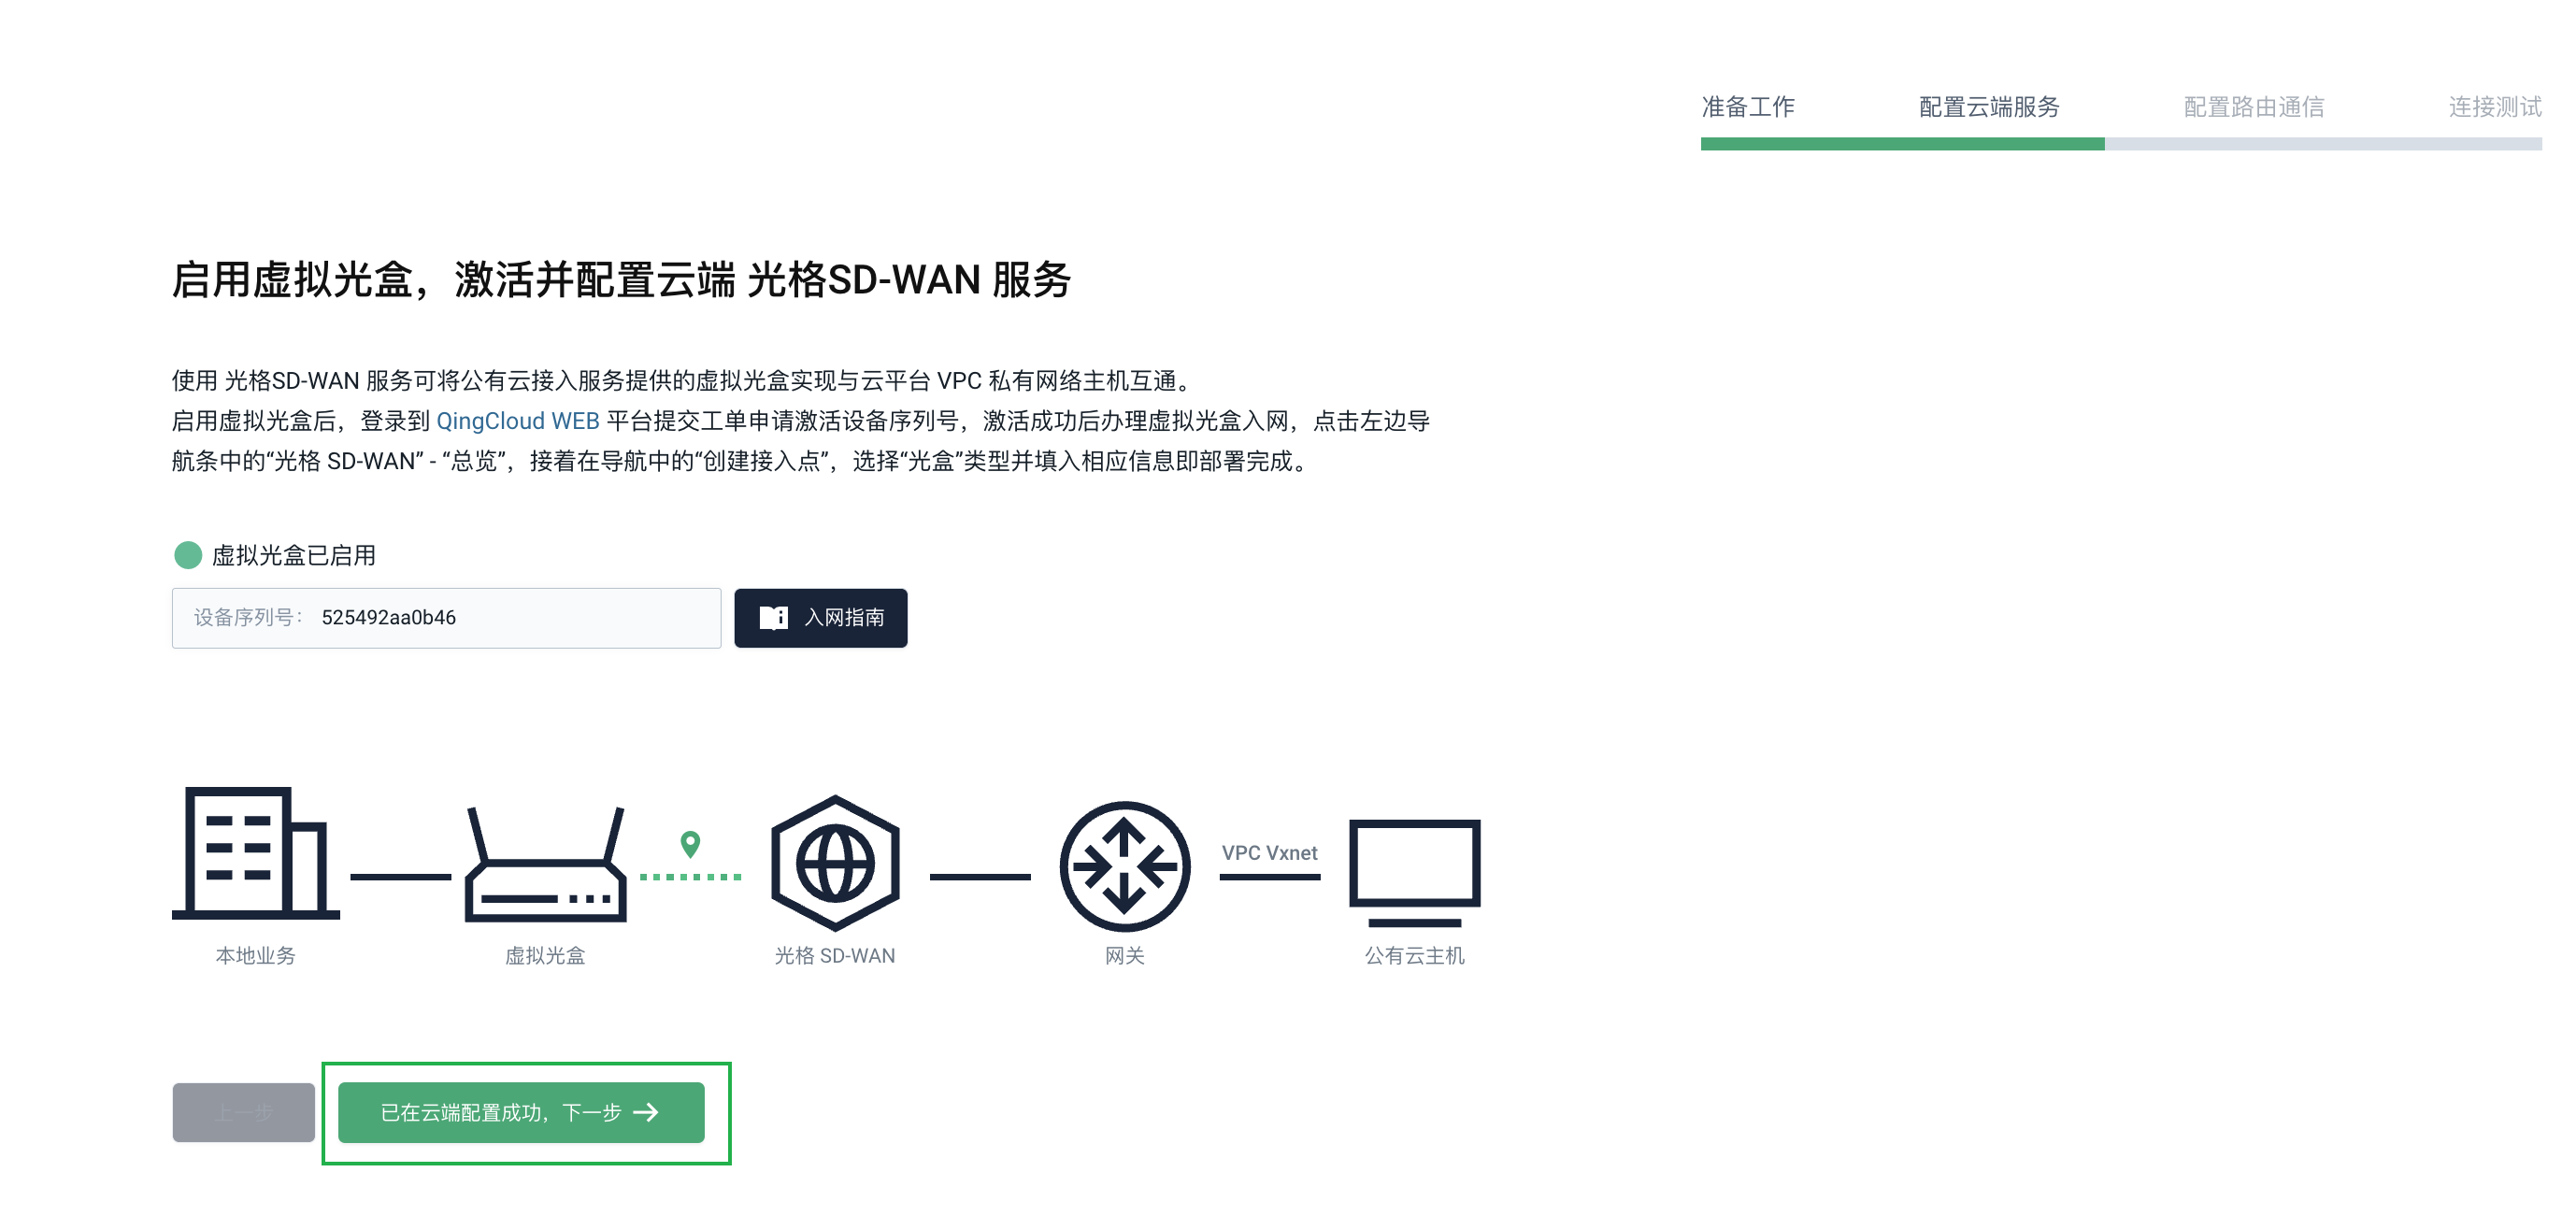 准备工作 配置云端服务 配置路由通信 连接测试
启用虚拟光盒，激活并配置云端 光格SD-WAN 服务
使用 光格SD-WAN 服务可将公有云接入服务提供的虚拟光盒实现与云平台 VPC 私有网络主机互通。
启用虚拟光盒后，登录到 QingCloud WEB 平台提交工单申请激活设备序列号，激活成功后办理虚拟光盒入网，点击左边导
航条中的“光格 SD-WAN” - “总览”，接着在导航中的“创建接入点”，选择“光盒”类型并填入相应信息即部署完成。
虚拟光盒已启用
设备序列号： 525492aa0b46 入网指南
VPC Vxnet
本地业务 虚拟光盒 光格 SD-WAN 网关 公有云主机
上一步 已在云端配置成功，下一步